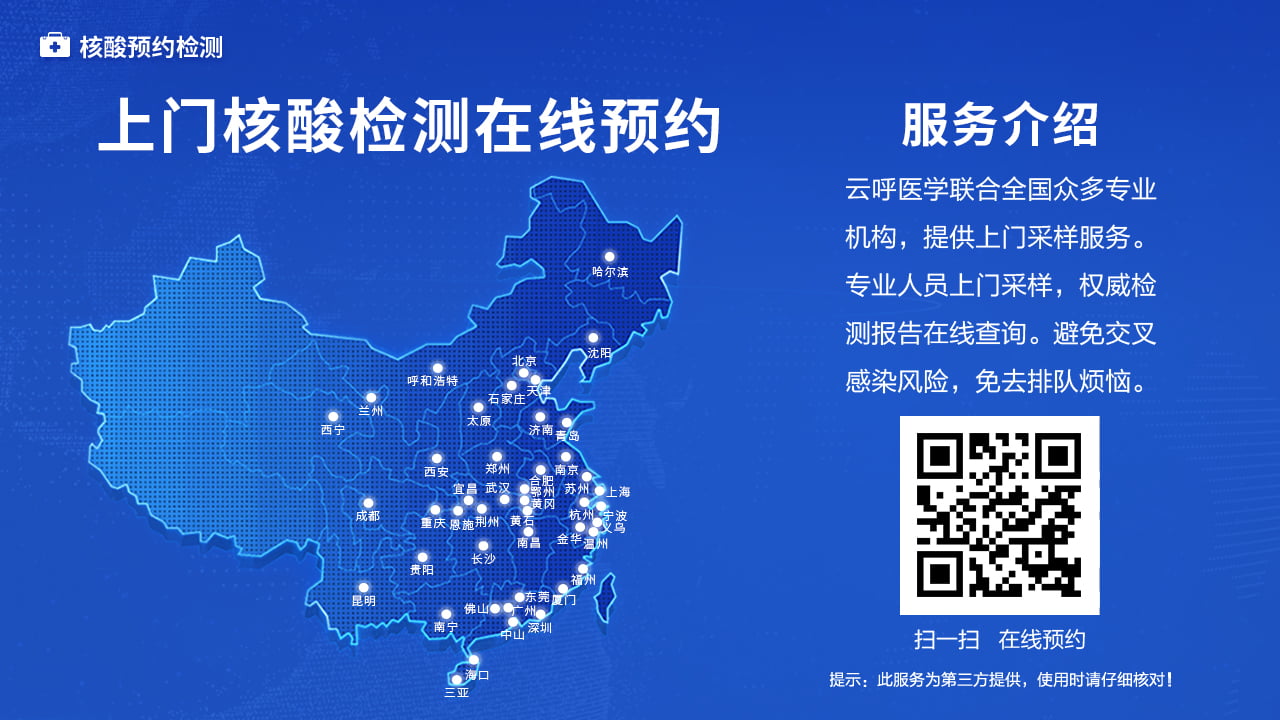 核酸预约检测
上门核酸检测在线预约
服务介绍
云呼医学联合全国众多专业
机构，提供上门采样服务。
专业人员上门采样，权威检
测报告在线查询。避免交叉
感染风险，免去排队烦恼。
哈尔滨
沈阳
北京
天津
呼和浩特
石家庄
兰州
太原
西宁
济南
青岛
西安
郑州
南京
合肥
宜昌
武汉
鄂州
苏州
上海
黄冈
成都
重庆
恩施
荆州
黄石
杭州
宁波
义乌
南昌
金华
温州
长沙
贵阳
福州
昆明
东莞
厦门
佛山
广州
南宁
深圳
中山
海口
三亚
扫一扫 在线预约
提示：此服务为第三方提供，使用时请仔细核对！